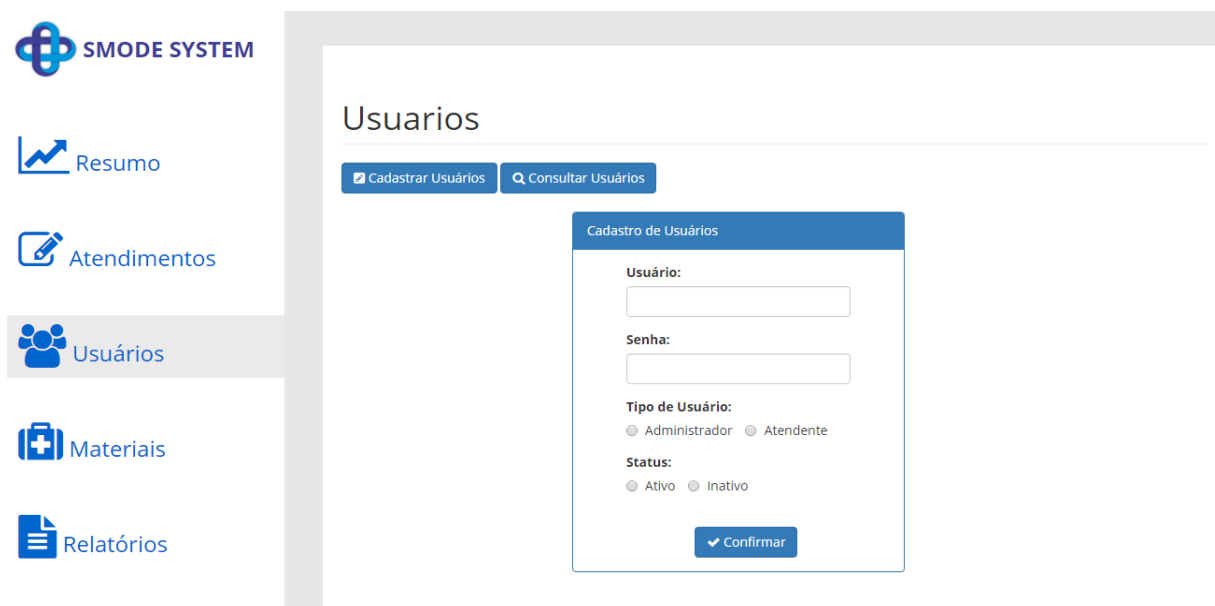 SMODE SYSTEM
Resumo
Atendimentos
Usuários
Materiais
Relatórios
Usuarios
Cadastrar Usuários Consultar Usuários
Cadastro de Usuários
Usuário:
Senha:
Tipo de Usuário:
Administrador Atendente
Status:
Ativo Inativo
Confirmar